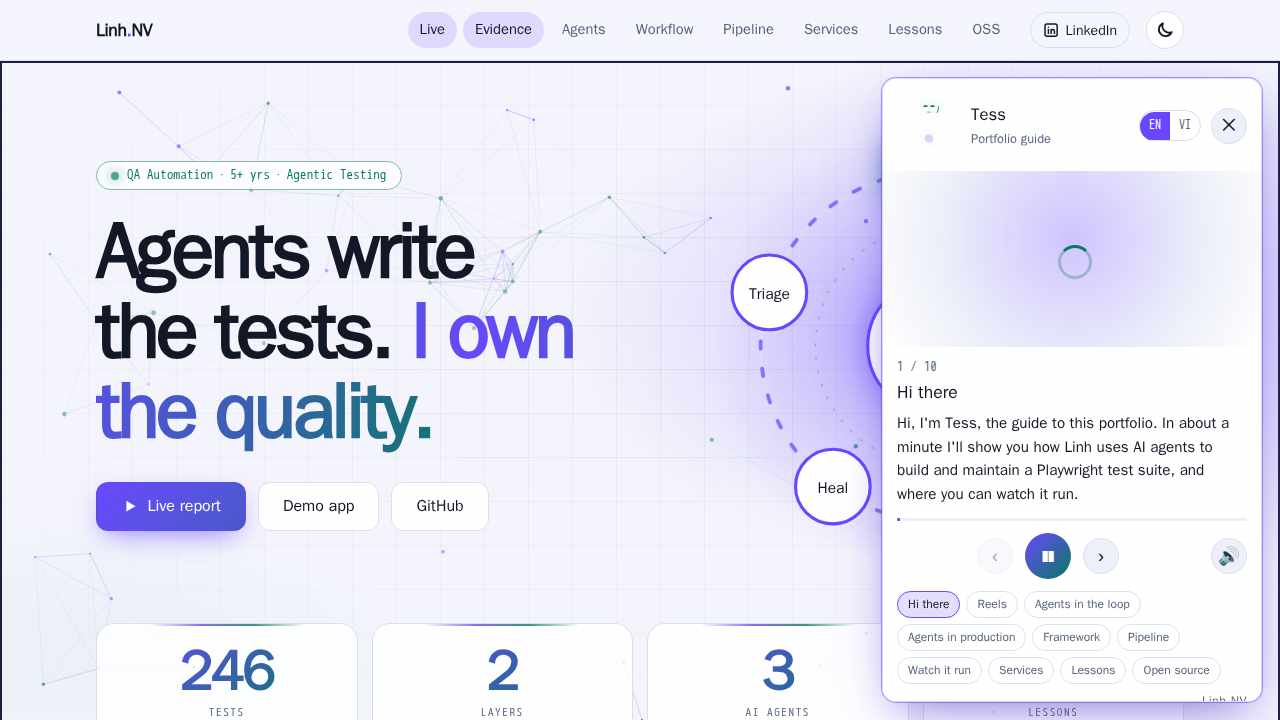 Linh.NV
Live
Evidence
Agents
Workflow
Pipeline
Services
Lessons
OSS
LinkedIn
QA Automation · 5+ yrs · Agentic Testing
Agents write
the tests. I own
the quality.
Live report
Demo app
GitHub
Triage
Heal
246
TESTS
2
LAYERS
3
AI AGENTS
LESSONS
Tess
Portfolio guide
EN
VI
1 / 10
Hi there
Hi, I'm Tess, the guide to this portfolio. In about a
minute I'll show you how Linh uses AI agents to
build and maintain a Playwright test suite, and
where you can watch it run.
Hi there
Reels
Agents in the loop
Agents in production
Framework
Pipeline
Watch it run
Services
Lessons
Open source
Linh NV